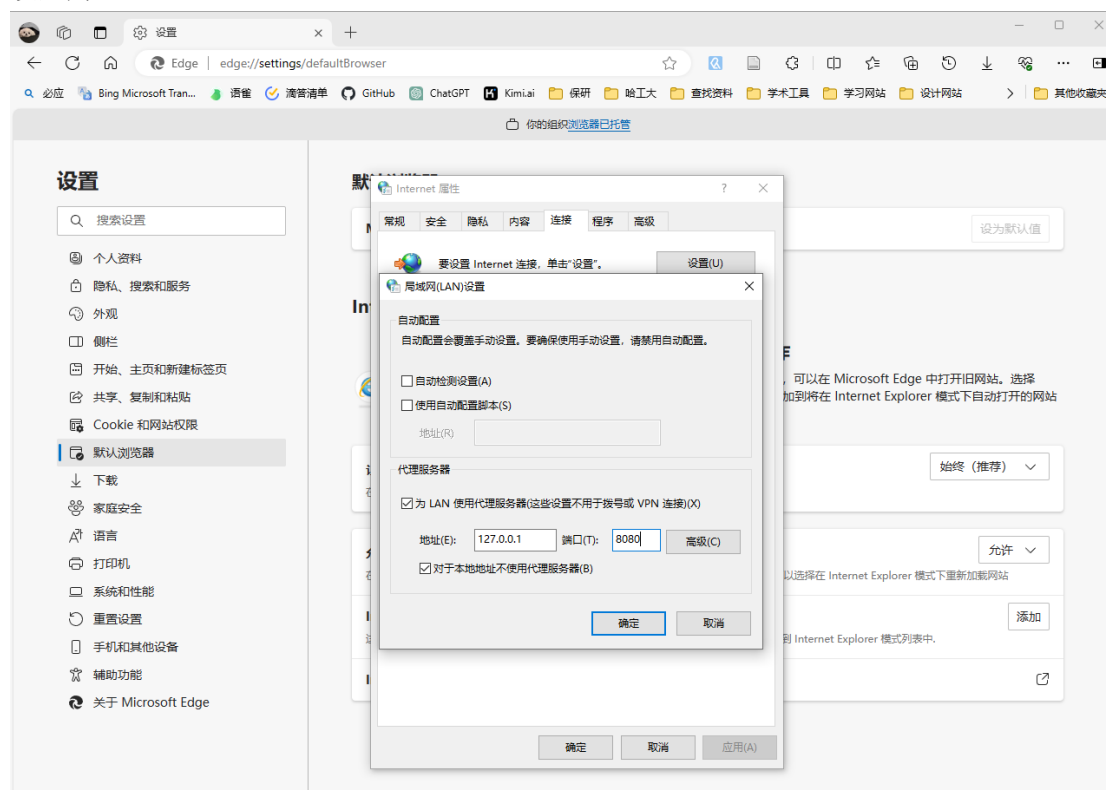 设置
Edge | edge://settings/defaultBrowser
必应 Bing Microsoft Tran... 语雀 滴答清单 GitHub ChatGPT Kimi.ai 保研 哈工大 查找资料 学术工具 学习网站 设计网站 其他收藏夹
你的组织浏览器已托管
设置
搜索设置
个人资料
隐私、搜索和服务
外观
侧栏
开始、主页和新建标签页
共享、复制和粘贴
Cookie 和网站权限
默认浏览器
下载
家庭安全
语言
打印机
系统和性能
重置设置
手机和其他设备
辅助功能
关于 Microsoft Edge
设为默认值
，可以在 Microsoft Edge 中打开旧网站。选择
加到将在 Internet Explorer 模式下自动打开的网站
始终（推荐）
允许
以选择在 Internet Explorer 模式下重新加载网站
添加
到 Internet Explorer 模式列表中.
Internet 属性
常规 安全 隐私 内容 连接 程序 高级
要设置 Internet 连接，单击“设置”。 设置(U)
局域网(LAN)设置
自动配置
自动配置会覆盖手动设置。要确保使用手动设置，请禁用自动配置。
自动检测设置(A)
使用自动配置脚本(S)
地址(R)
代理服务器
为 LAN 使用代理服务器(这些设置不用于拨号或 VPN 连接)(X)
地址(E): 127.0.0.1 端口(T): 8080 高级(C)
对于本地地址不使用代理服务器(B)
确定 取消
确定 取消 应用(A)